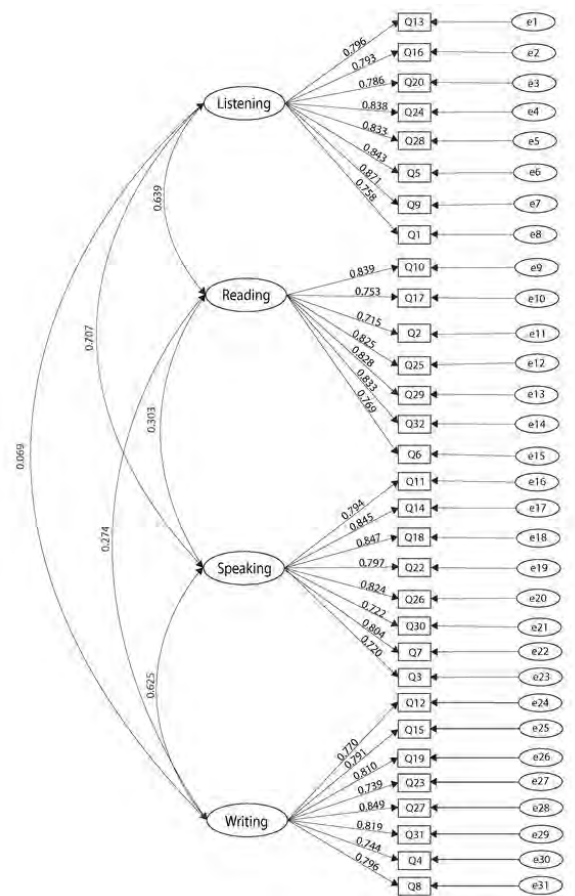 Q13 e1
0.796
Q16 e2
0.793
Q20 e3
0.786
Listening
Q24 e4
0.838
Q28 e5
0.833
Q5 e6
0.843
Q9 e7
0.871
Q1 e8
0.758
0.639
Q10 e9
0.839
Reading
Q17 e10
0.753
Q2 e11
0.715
Q25 e12
0.825
Q29 e13
0.828
Q32 e14
0.833
Q6 e15
0.769
0.707
0.303
0.069
0.274
Q11 e16
0.794
Q14 e17
0.845
Q18 e18
0.847
Speaking
Q22 e19
0.797
Q26 e20
0.824
Q30 e21
0.722
Q7 e22
0.804
Q3 e23
0.720
0.625
Q12 e24
0.770
Q15 e25
0.791
Q19 e26
0.810
Q23 e27
0.739
Writing
Q27 e28
0.849
Q31 e29
0.819
Q4 e30
0.744
Q8 e31
0.796